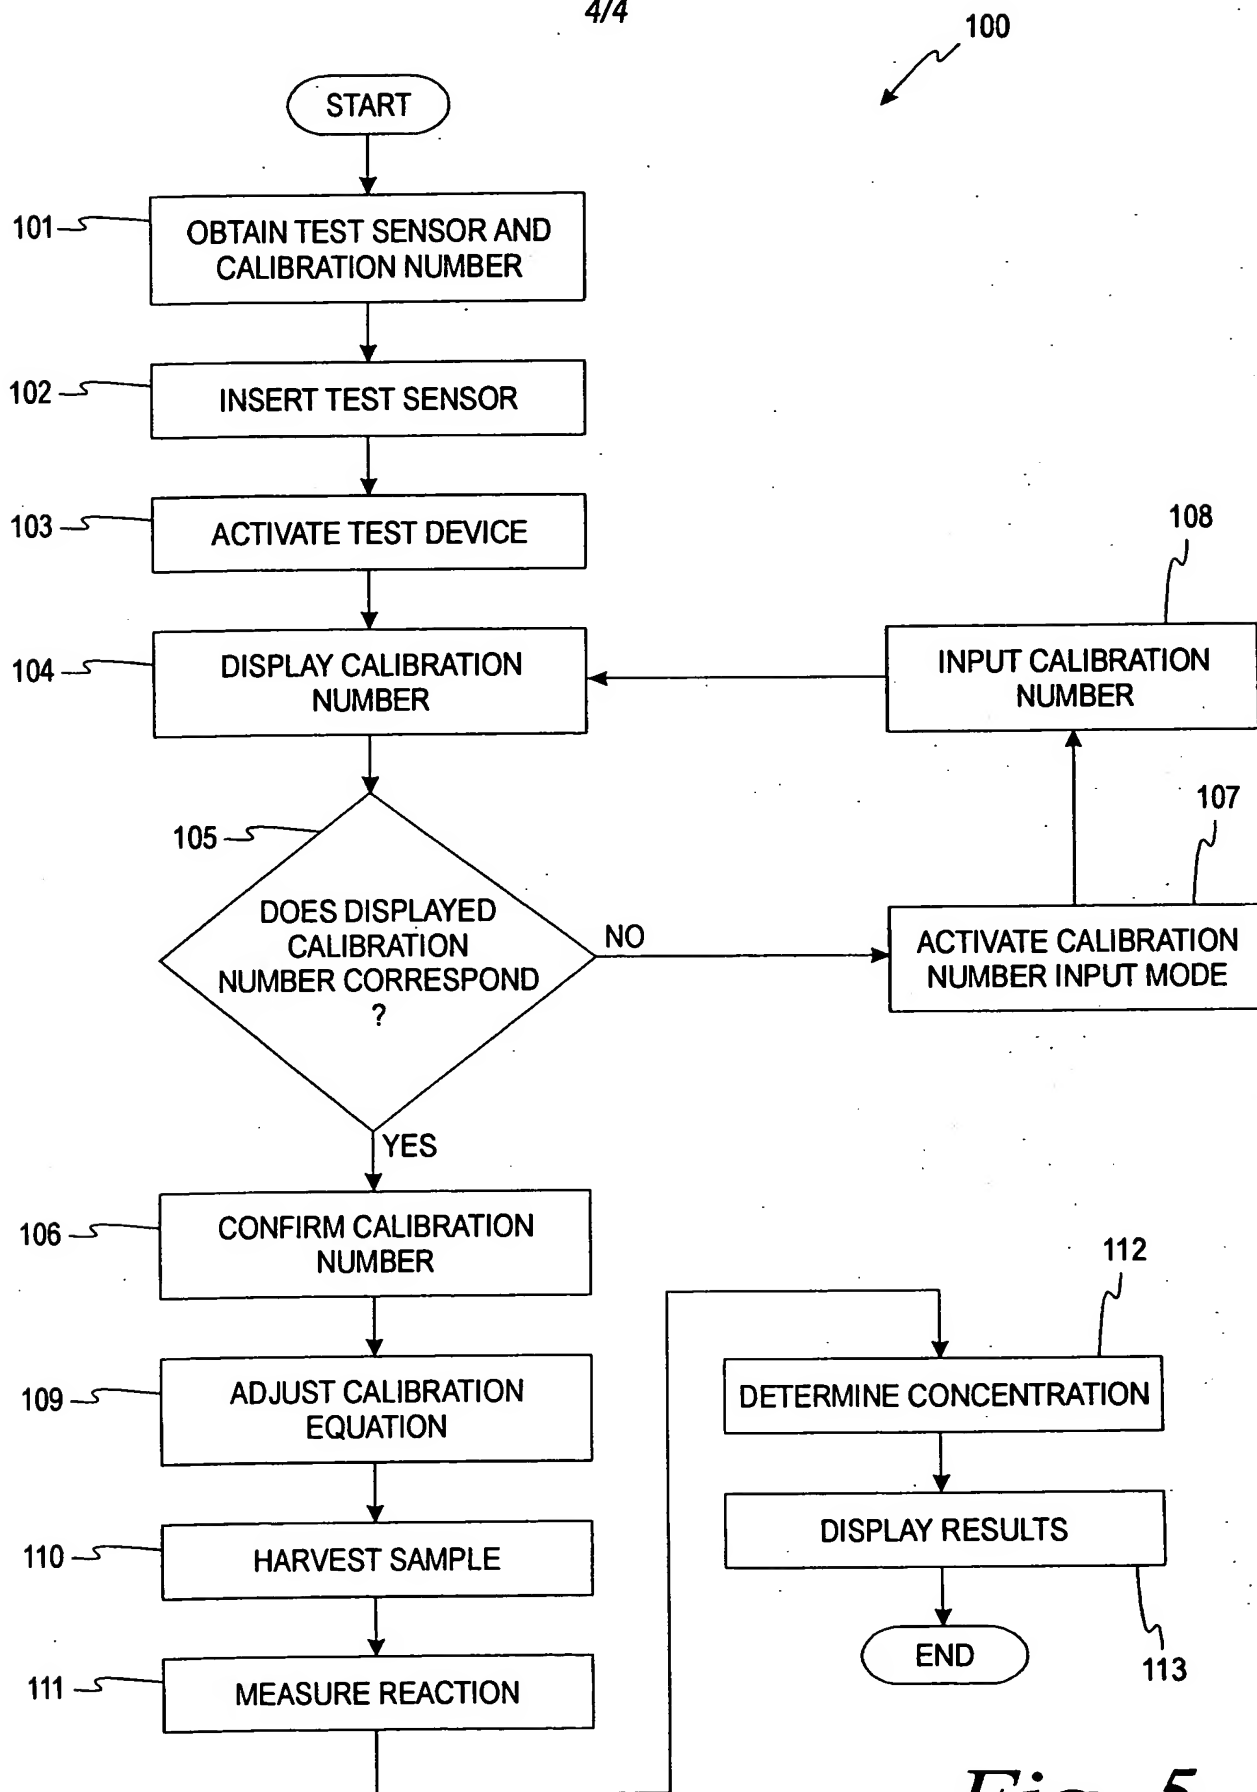 4/4
100
START
101
OBTAIN TEST SENSOR AND
CALIBRATION NUMBER
102
INSERT TEST SENSOR
103
ACTIVATE TEST DEVICE
108
104
DISPLAY CALIBRATION
NUMBER
INPUT CALIBRATION
NUMBER
107
105
DOES DISPLAYED
CALIBRATION
NUMBER CORRESPOND
?
NO
ACTIVATE CALIBRATION
NUMBER INPUT MODE
YES
106
CONFIRM CALIBRATION
NUMBER
112
109
ADJUST CALIBRATION
EQUATION
DETERMINE CONCENTRATION
110
HARVEST SAMPLE
DISPLAY RESULTS
113
111
MEASURE REACTION
END
Fig. 5